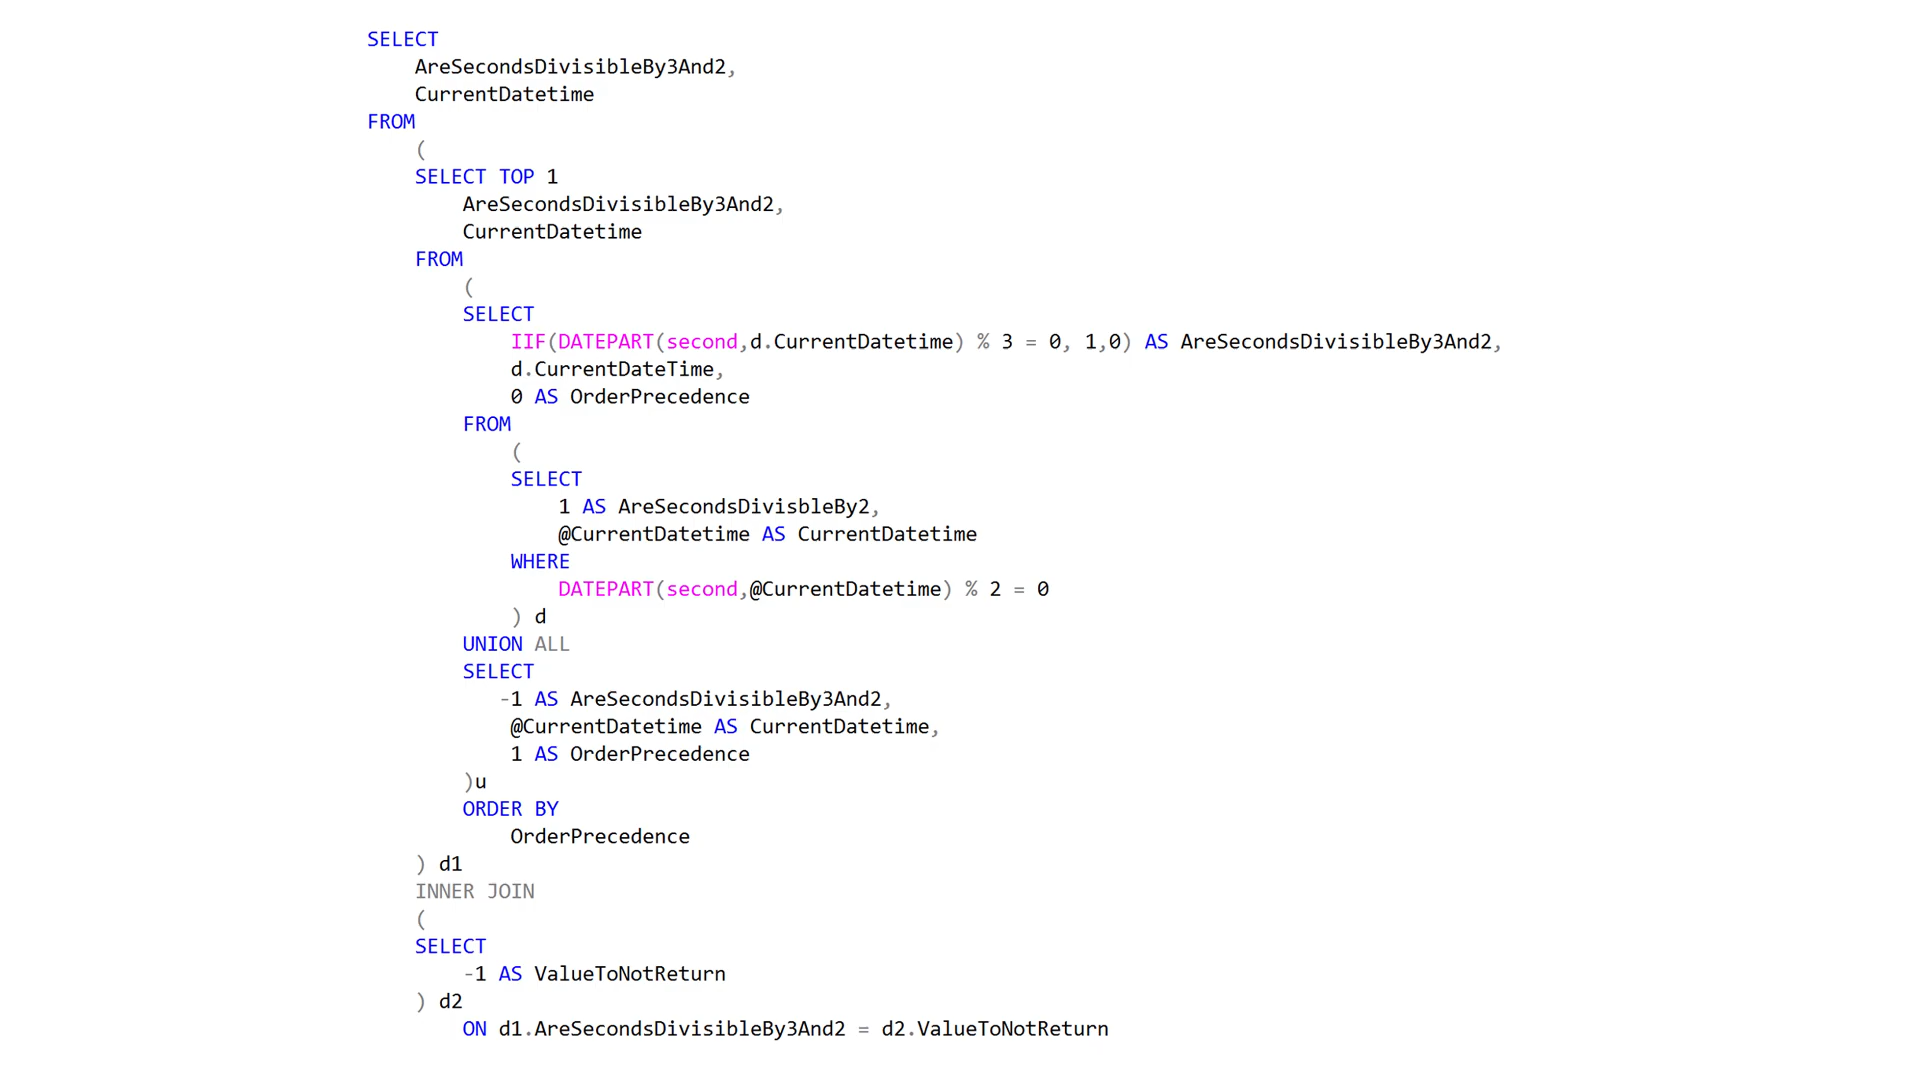 SELECT
AreSecondsDivisibleBy3And2,
CurrentDatetime
FROM
(
SELECT TOP 1
AreSecondsDivisibleBy3And2,
CurrentDatetime
FROM
(
SELECT
IIF(DATEPART(second,d.CurrentDatetime) % 3 = 0, 1,0) AS AreSecondsDivisibleBy3And2,
d.CurrentDateTime,
0 AS OrderPrecedence
FROM
(
SELECT
1 AS AreSecondsDivisbleBy2,
@CurrentDatetime AS CurrentDatetime
WHERE
DATEPART(second,@CurrentDatetime) % 2 = 0
) d
UNION ALL
SELECT
-1 AS AreSecondsDivisibleBy3And2,
@CurrentDatetime AS CurrentDatetime,
1 AS OrderPrecedence
)u
ORDER BY
OrderPrecedence
) d1
INNER JOIN
(
SELECT
-1 AS ValueToNotReturn
) d2
ON d1.AreSecondsDivisibleBy3And2 = d2.ValueToNotReturn